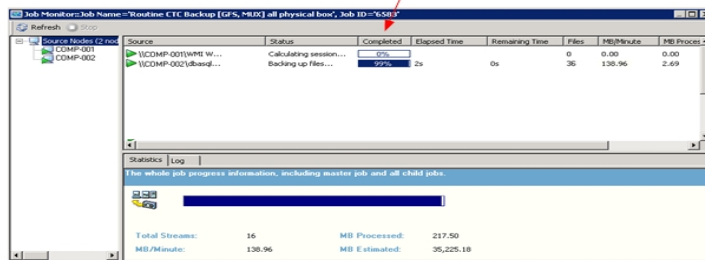 Job Monitor::Job Name='Routine CTC Backup [GFS, MUX] all physical box', Job ID='6583'
Refresh Stop
Source Nodes (2 nod
COMP-001
COMP-002
Source Status Completed Elapsed Time Remaining Time Files MB/Minute MB Proces
\\COMP-001\WMI W... Calculating session... 0% 0 0.00 0.00
\\COMP-002\dbasql... Backing up files... 99% 2s 0s 35 138.96 2.69
Statistics Log
The whole job progress information, including master job and all child jobs.
Total Streams: 16 MB Processed: 217.50
MB/Minute: 138.96 MB Estimated: 35,225.18